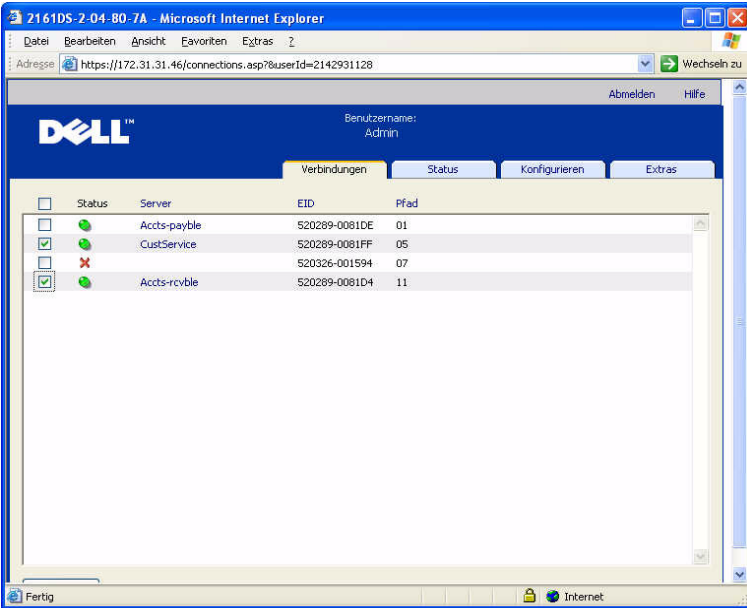 2161DS-2-04-80-7A - Microsoft Internet Explorer
Datei Bearbeiten Ansicht Favoriten Extras ?
Adresse https://172.31.31.46/connections.asp?&userId=2142931128 Wechseln zu
Abmelden Hilfe
DELL™
Benutzername:
Admin
Verbindungen Status Konfigurieren Extras
Status Server EID Pfad
Accts-payble 520289-0081DE 01
CustService 520289-0081FF 05
520326-001594 07
Accts-rcvble 520289-0081D4 11
Fertig Internet